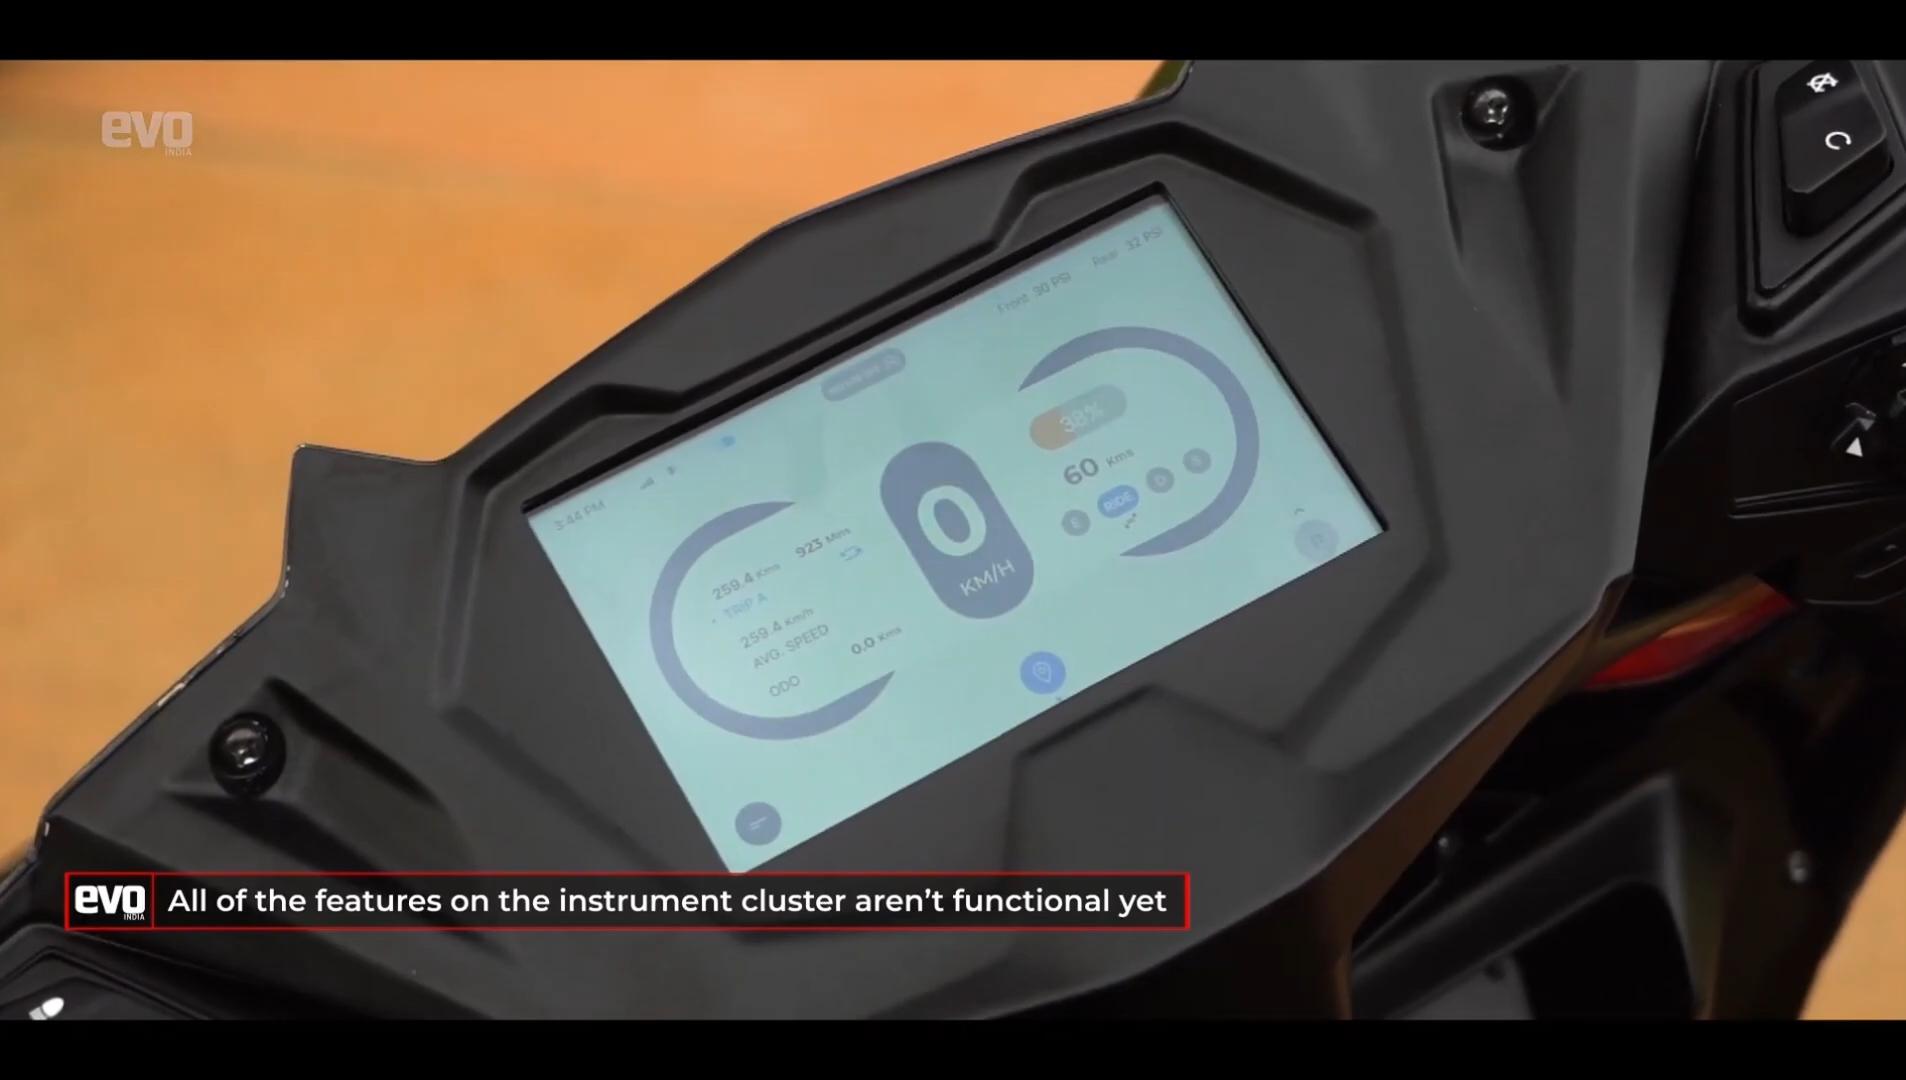 evo
INDIA
Front 30 PSI Rear 32 PSI
3:44 PM
38%
60 Kms
E RIDE D S
923 Mins
259.4 Kms
TRIP A
259.4 Km/h
AVG. SPEED
0.0 Kms
ODO
0
KM/H
evo
INDIA
All of the features on the instrument cluster aren’t functional yet